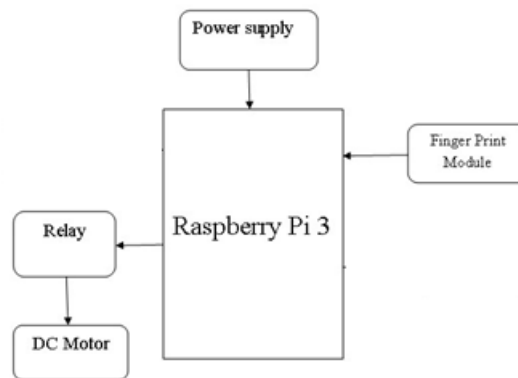 Power supply
Finger Print
Module
Raspberry Pi 3
Relay
DC Motor